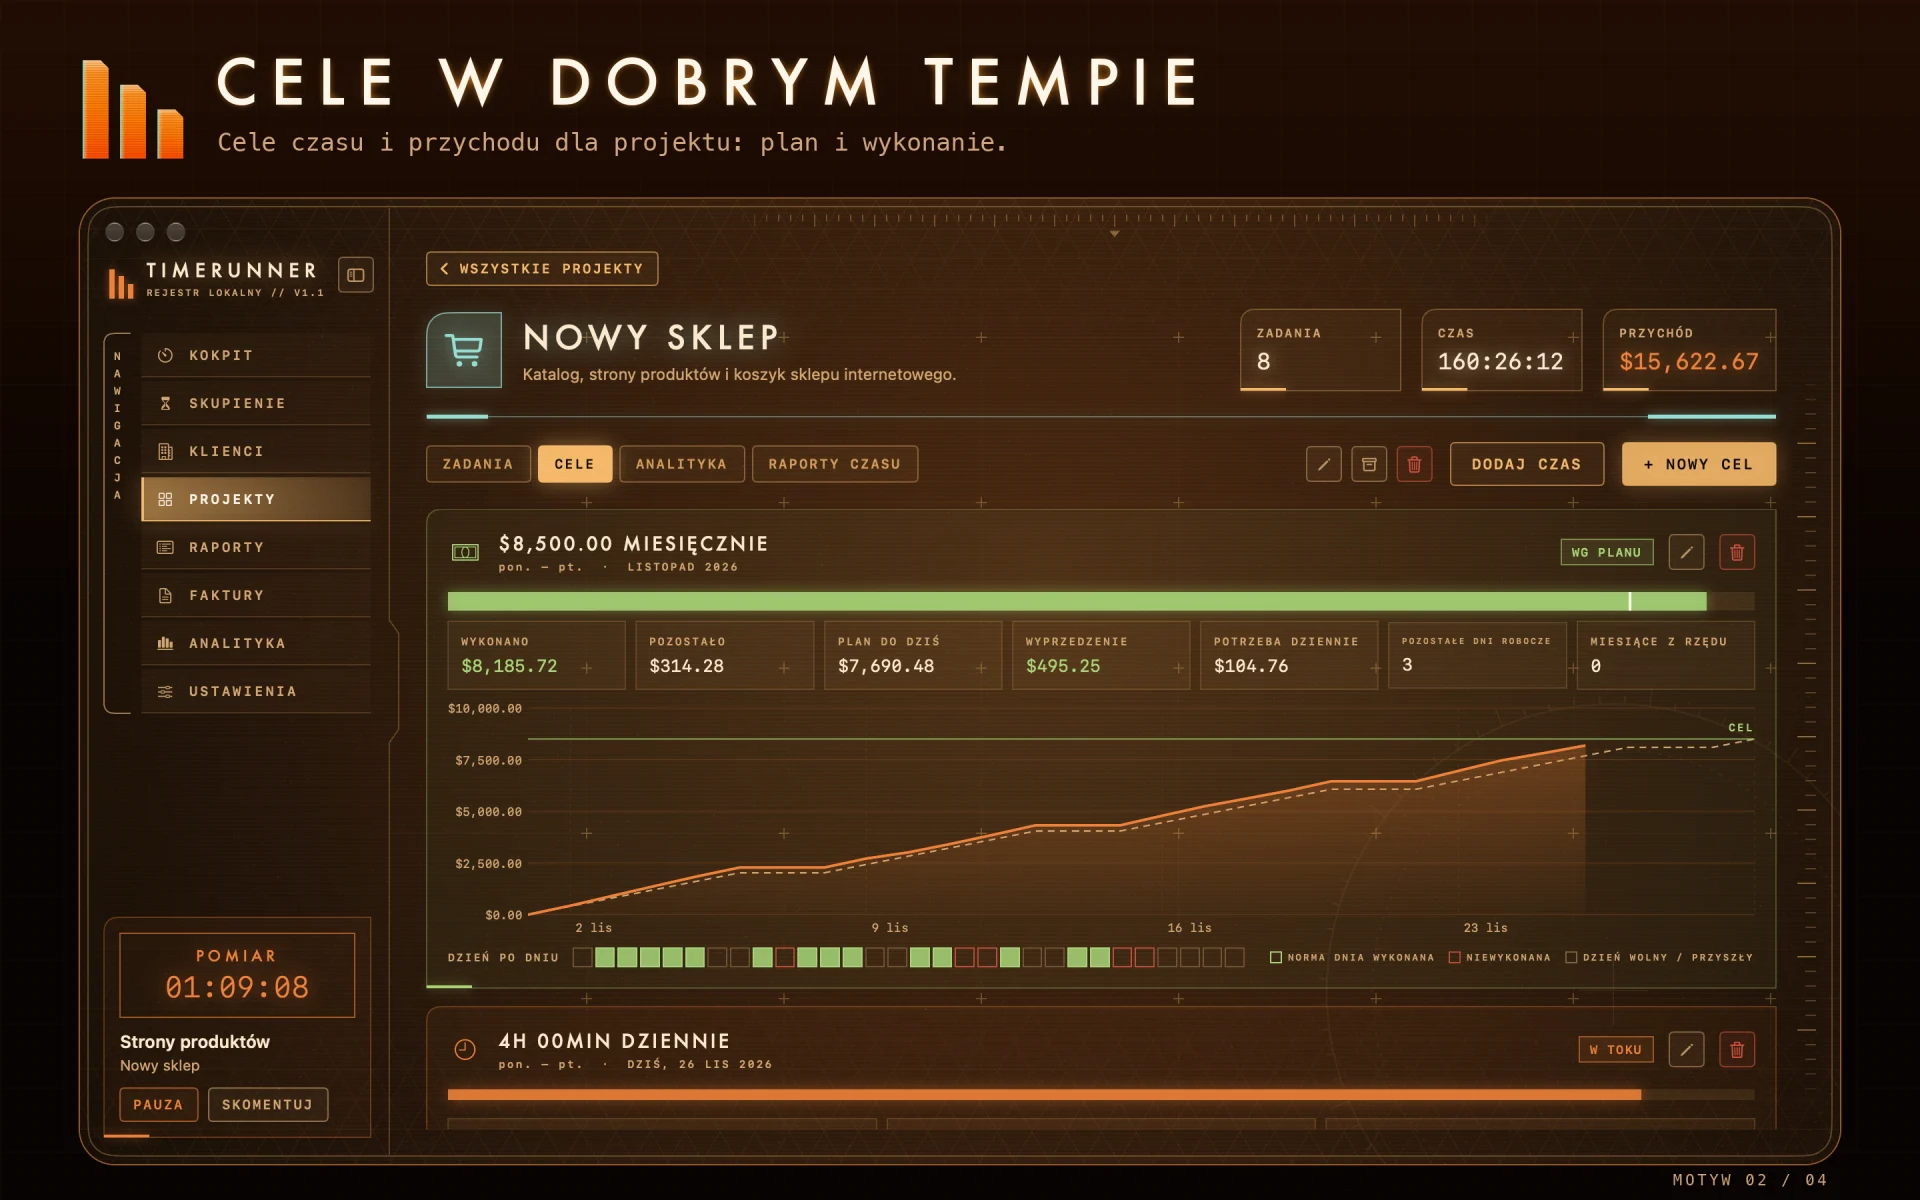 CELE W DOBRYM TEMPIE
Cele czasu i przychodu dla projektu: plan i wykonanie.
TIMERUNNER
REJESTR LOKALNY // V1.1
NAWIGACJA
KOKPIT
SKUPIENIE
KLIENCI
PROJEKTY
RAPORTY
FAKTURY
ANALITYKA
USTAWIENIA
POMIAR
01:09:08
Strony produktów
Nowy sklep
PAUZA
SKOMENTUJ
WSZYSTKIE PROJEKTY
NOWY SKLEP
Katalog, strony produktów i koszyk sklepu internetowego.
ZADANIA
8
CZAS
160:26:12
PRZYCHÓD
$15,622.67
ZADANIA
CELE
ANALITYKA
RAPORTY CZASU
DODAJ CZAS
+ NOWY CEL
$8,500.00 MIESIĘCZNIE
pon. – pt. · LISTOPAD 2026
WG PLANU
WYKONANO
$8,185.72
POZOSTAŁO
$314.28
PLAN DO DZIŚ
$7,690.48
WYPRZEDZENIE
$495.25
POTRZEBA DZIENNIE
$104.76
POZOSTAŁE DNI ROBOCZE
3
MIESIĄCE Z RZĘDU
0
$10,000.00
$7,500.00
$5,000.00
$2,500.00
$0.00
CEL
2 lis
9 lis
16 lis
23 lis
DZIEŃ PO DNIU
NORMA DNIA WYKONANA
NIEWYKONANA
DZIEŃ WOLNY / PRZYSZŁY
4H 00MIN DZIENNIE
pon. – pt. · DZIŚ, 26 LIS 2026
W TOKU
MOTYW 02 / 04